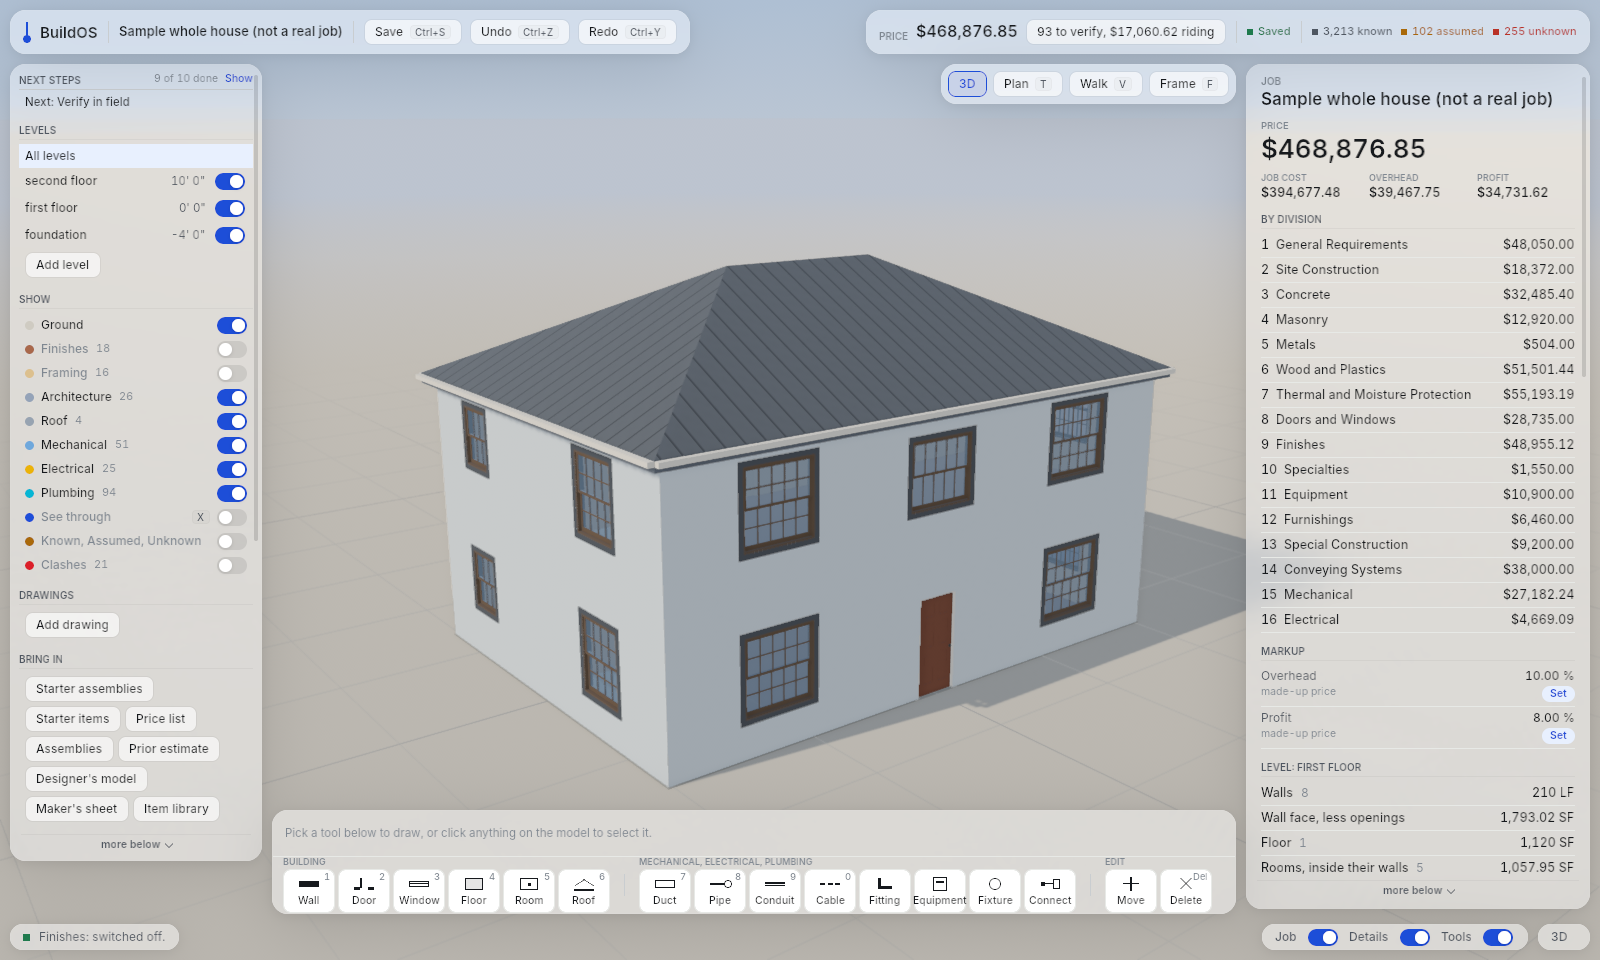 BuildOS
Sample whole house (not a real job)
Save Ctrl+S
Undo Ctrl+Z
Redo Ctrl+Y
PRICE $468,876.85
93 to verify, $17,060.62 riding
Saved
3,213 known
102 assumed
255 unknown
NEXT STEPS 9 of 10 done Show
Next: Verify in field
LEVELS
All levels
second floor 10' 0"
first floor 0' 0"
foundation -4' 0"
Add level
SHOW
Ground
Finishes 18
Framing 16
Architecture 26
Roof 4
Mechanical 51
Electrical 25
Plumbing 94
See through X
Known, Assumed, Unknown
Clashes 21
DRAWINGS
Add drawing
BRING IN
Starter assemblies
Starter items Price list
Assemblies Prior estimate
Designer's model
Maker's sheet Item library
more below
3D
Plan T
Walk V
Frame F
JOB
Sample whole house (not a real job)
PRICE
$468,876.85
JOB COST OVERHEAD PROFIT
$394,677.48 $39,467.75 $34,731.62
BY DIVISION
1 General Requirements $48,050.00
2 Site Construction $18,372.00
3 Concrete $32,485.40
4 Masonry $12,920.00
5 Metals $504.00
6 Wood and Plastics $51,501.44
7 Thermal and Moisture Protection $55,193.19
8 Doors and Windows $28,735.00
9 Finishes $48,955.12
10 Specialties $1,550.00
11 Equipment $10,900.00
12 Furnishings $6,460.00
13 Special Construction $9,200.00
14 Conveying Systems $38,000.00
15 Mechanical $27,182.24
16 Electrical $4,669.09
MARKUP
Overhead 10.00 %
made-up price Set
Profit 8.00 %
made-up price Set
LEVEL: FIRST FLOOR
Walls 8 210 LF
Wall face, less openings 1,793.02 SF
Floor 1 1,120 SF
Rooms, inside their walls 5 1,057.95 SF
more below
Pick a tool below to draw, or click anything on the model to select it.
BUILDING
1 2 3 4 5 6
Wall Door Window Floor Room Roof
MECHANICAL, ELECTRICAL, PLUMBING
7 8 9 0
Duct Pipe Conduit Cable Fitting Equipment Fixture Connect
EDIT
Del
Move Delete
Finishes: switched off.
Job Details Tools 3D